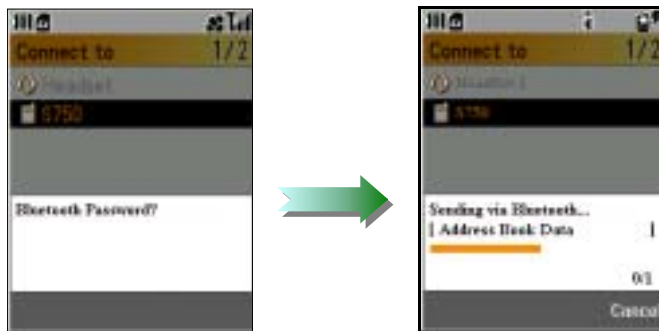 Connect to 1/2
Headset
S750
Bluetooth Password?
Connect to 1/2
Headset
S750
Sending via Bluetooth...
[ Address Book Data ]
0/1
Cancel